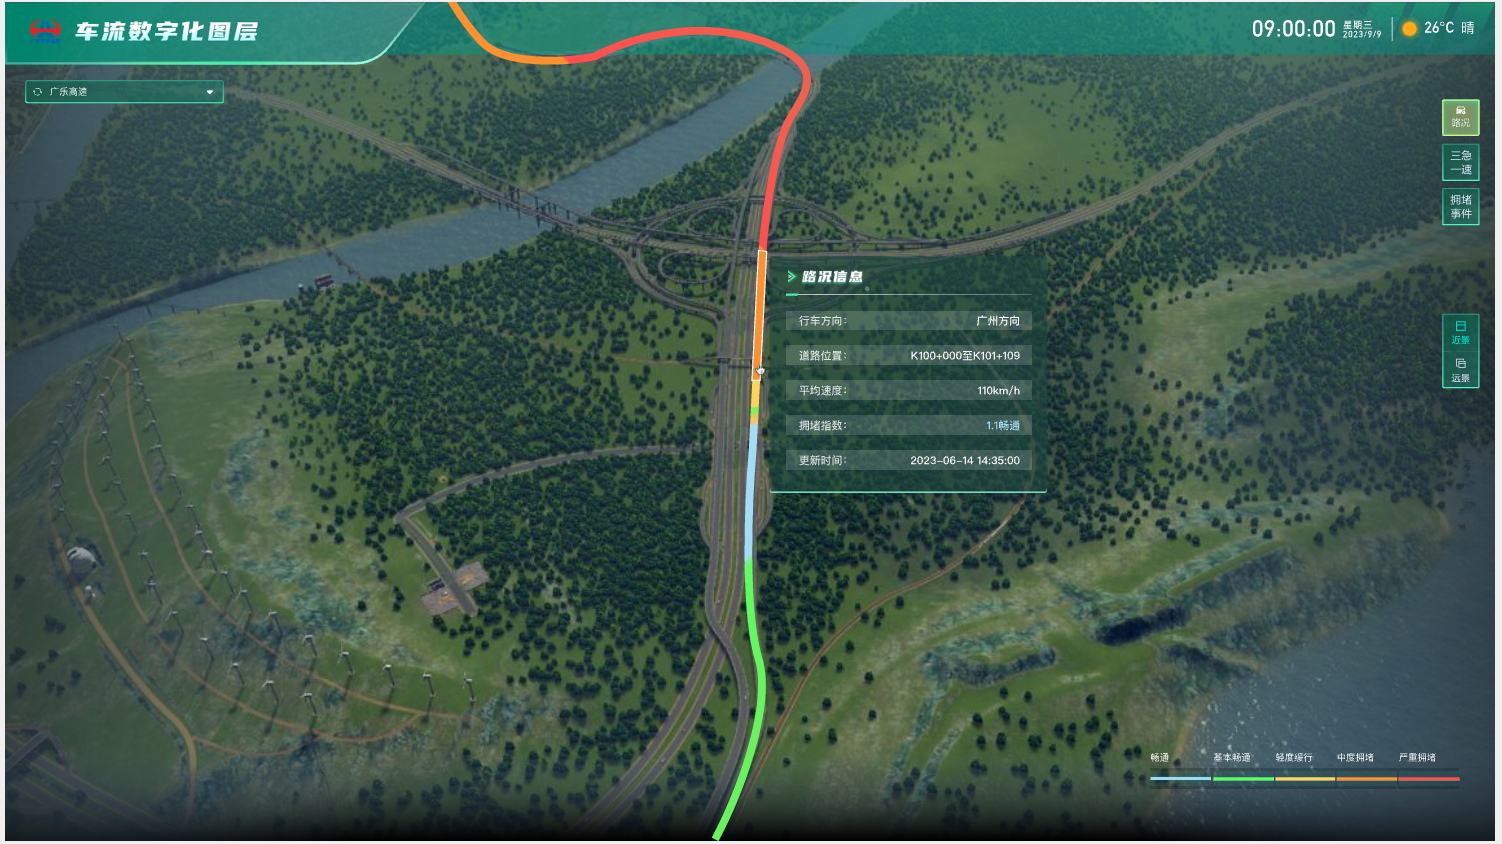 车流数字化图层
09:00:00
星期三
2023/9/9
26°C 晴
广乐高速
路况
三急
一速
拥堵
事件
路况信息
行车方向: 广州方向
道路位置: K100+000至K101+109
平均速度: 110km/h
拥堵指数: 1.1畅通
更新时间: 2023-06-14 14:35:00
近景
远景
畅通 基本畅通 轻度缓行 中度拥堵 严重拥堵